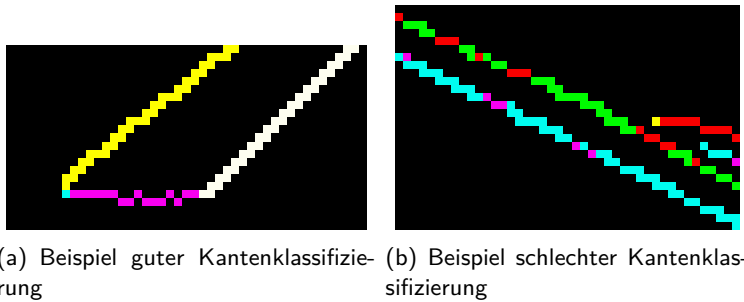 (a) Beispiel guter Kantenklassifizie-
rung
(b) Beispiel schlechter Kantenklas-
sifizierung